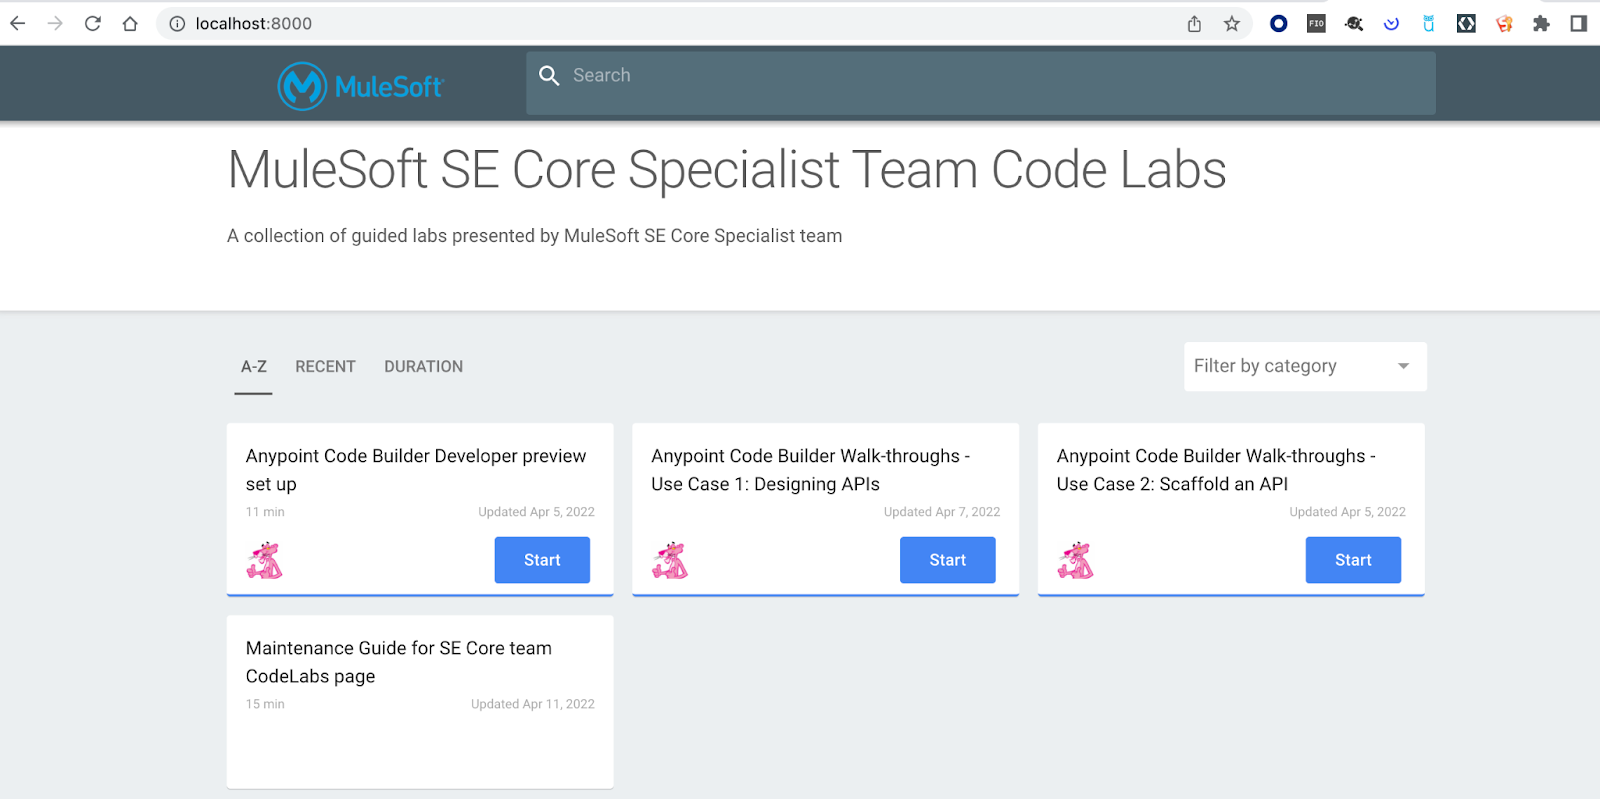 localhost:8000
FIO
MuleSoft
Search
MuleSoft SE Core Specialist Team Code Labs
A collection of guided labs presented by MuleSoft SE Core Specialist team
A-Z RECENT DURATION
Filter by category
Anypoint Code Builder Developer preview
set up
11 min Updated Apr 5, 2022
Start
Anypoint Code Builder Walk-throughs -
Use Case 1: Designing APIs
Updated Apr 7, 2022
Start
Anypoint Code Builder Walk-throughs -
Use Case 2: Scaffold an API
Updated Apr 5, 2022
Start
Maintenance Guide for SE Core team
CodeLabs page
15 min Updated Apr 11, 2022